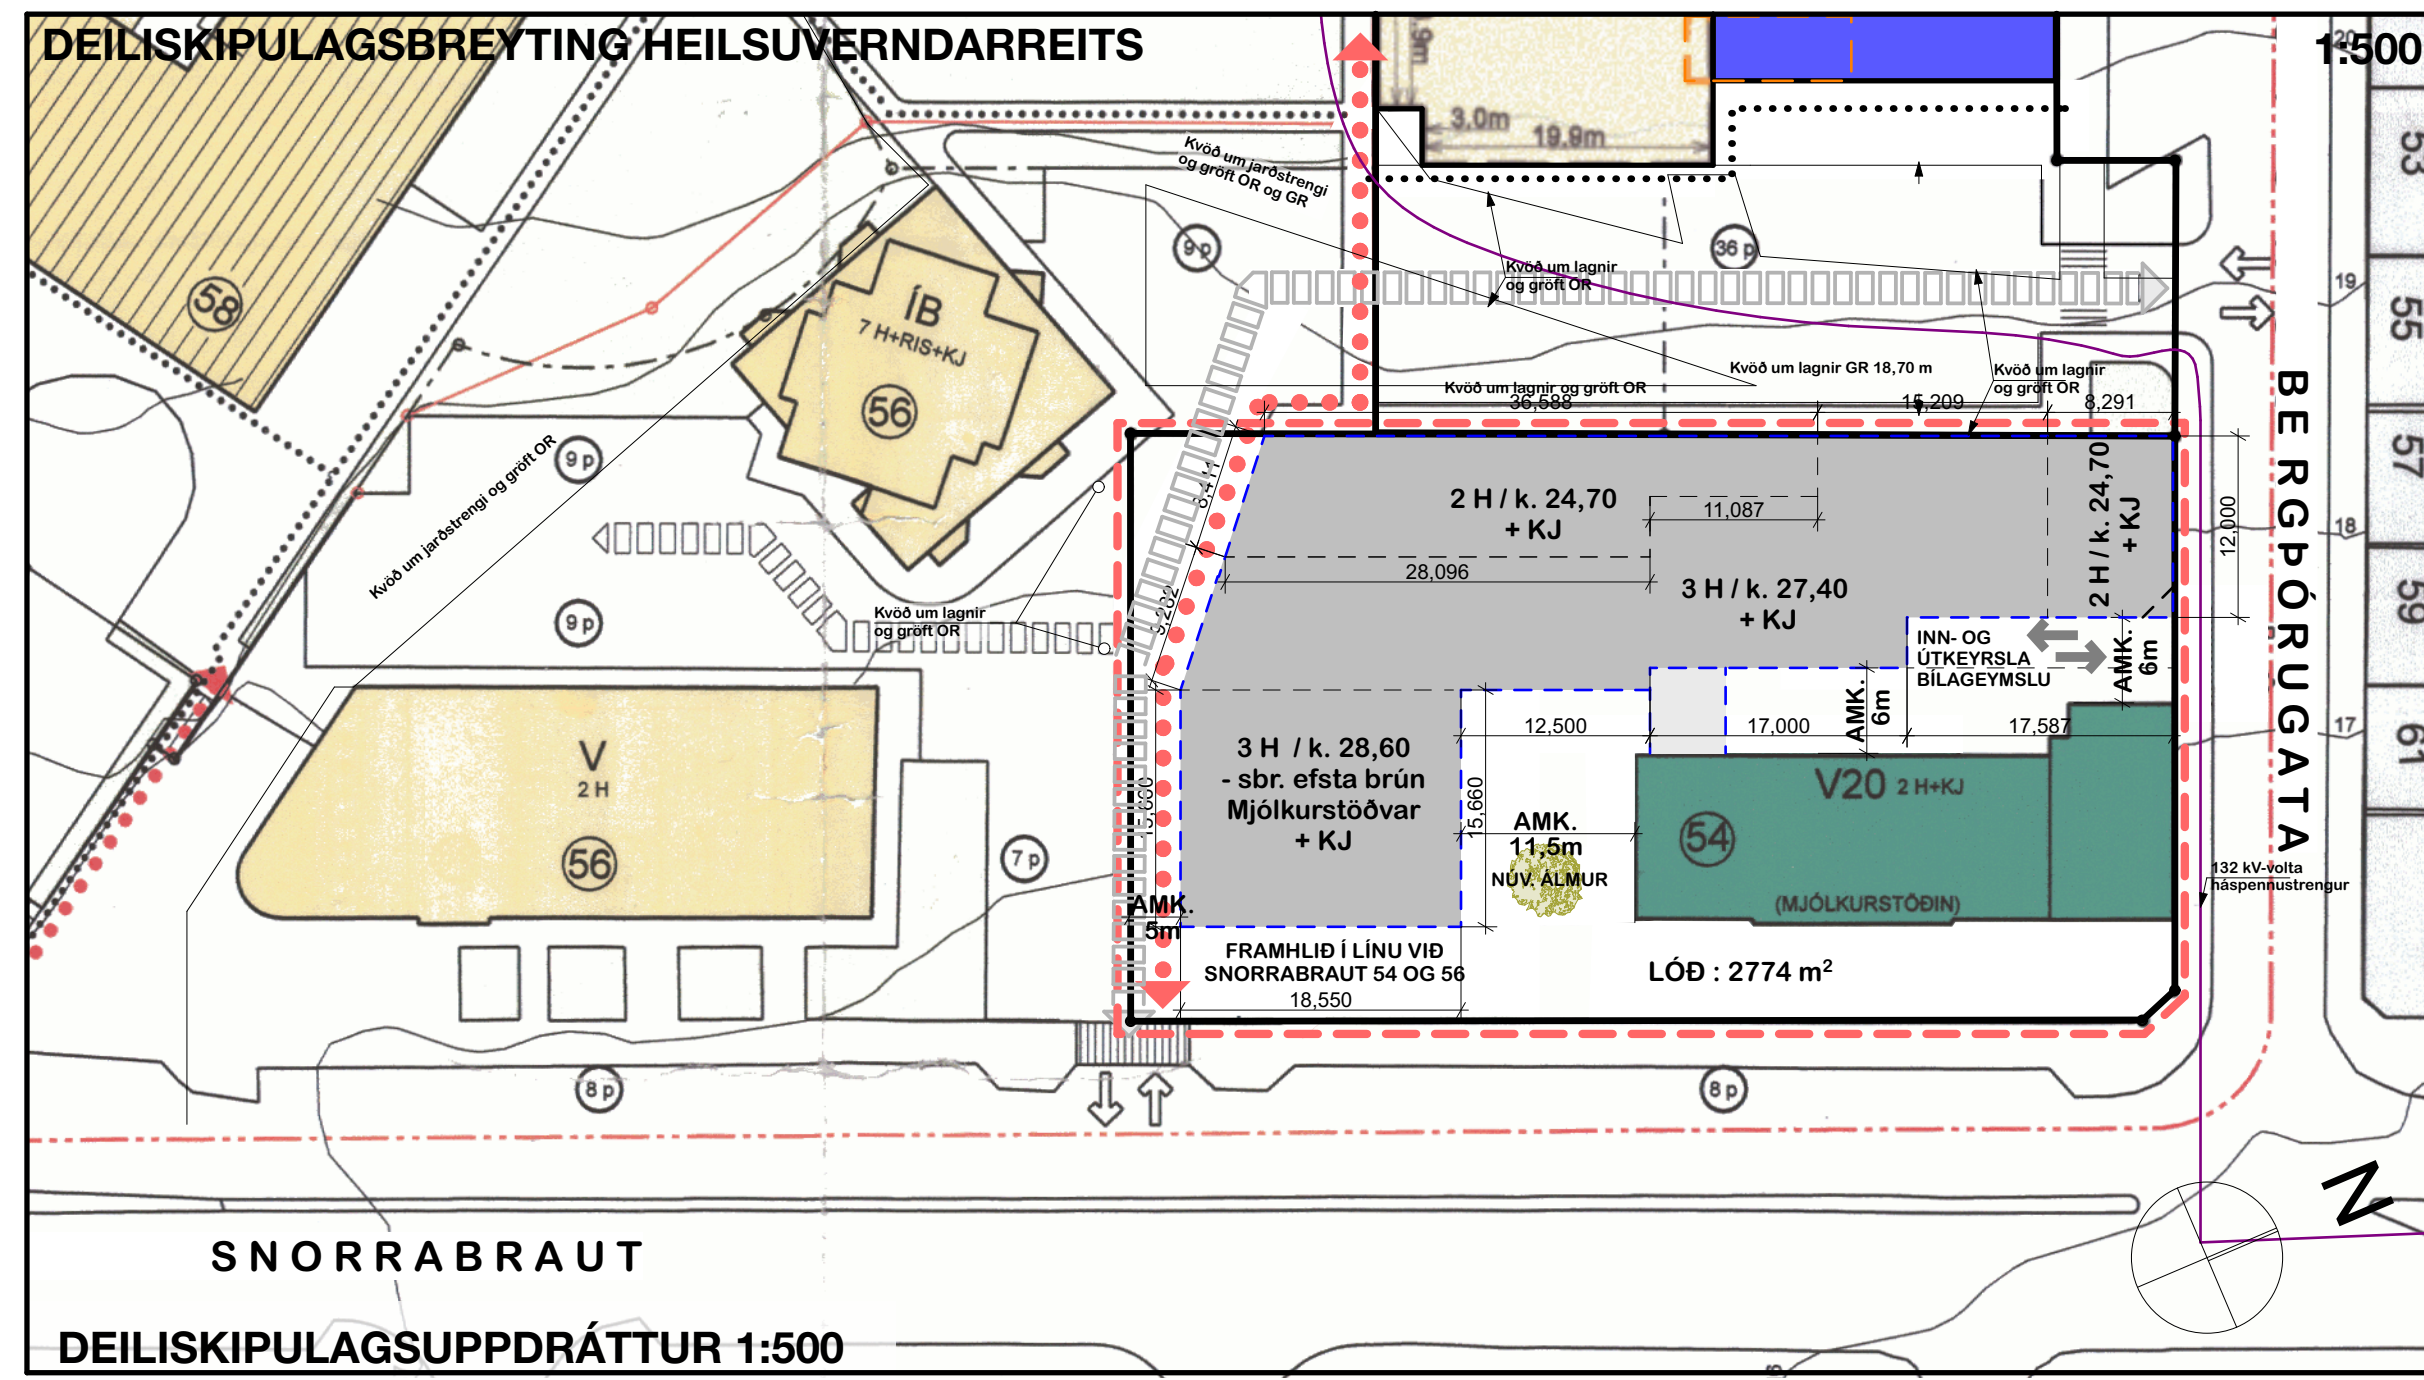 DEILISKIPULAGSBREYTING HEILSUVERNDARREITS
1:500
20
3.0m
19.9m
53
Kvöð um jarðstrengi
og gröft OR og GR
9 p
36 p
Kvöð um lagnir
og gröft OR
19
55
58
ÍB
7 H+RIS+KJ
56
Kvöð um lagnir GR 18,70 m
Kvöð um lagnir
og gröft OR
Kvöð um lagnir og gröft OR
36,588
15,209
8,291
BERGÞÓRUGATA
57
9 p
Kvöð um jarðstrengi og gröft OR
2 H / k. 24,70
+ KJ
11,087
2 H / k. 24,70
+ KJ
12,000
18
28,096
3 H / k. 27,40
+ KJ
59
9 p
Kvöð um lagnir
og gröft OR
INN- OG
ÚTKEYRSLA
BÍLAGEYMSLU
AMK.
6m
AMK.
6m
12,500
17,000
17,587
17
61
V
2 H
56
3 H / k. 28,60
- sbr. efsta brún
Mjólkurstöðvar
+ KJ
15,660
15,660
V20 2 H+KJ
54
(MJÓLKURSTÖÐIN)
AMK.
11,5m
NÚV. ÁLMUR
7 p
132 kV-volta
háspennustrengur
AMK.
5m
FRAMHLIÐ Í LÍNU VIÐ
SNORRABRAUT 54 OG 56
LÓÐ : 2774 m²
18,550
8 p
8 p
N
SNORRABRAUT
DEILISKIPULAGSUPPDRÁTTUR 1:500